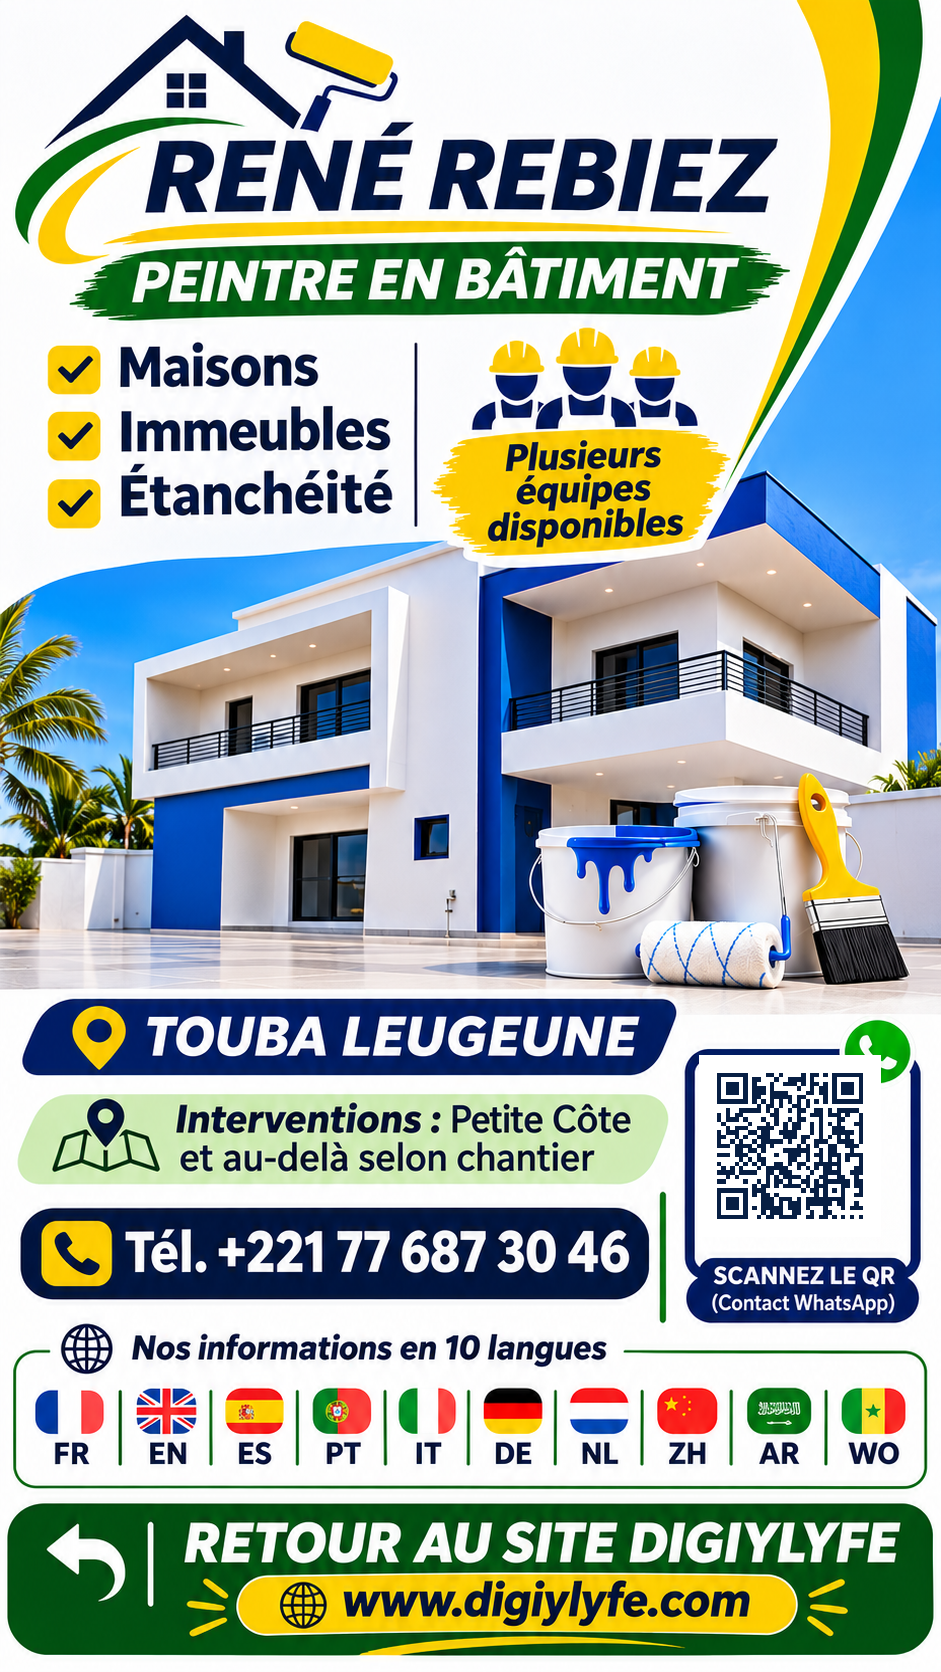 RENÉ REBIEZ
PEINTRE EN BÂTIMENT
Maisons
Immeubles
Étanchéité
Plusieurs
équipes
disponibles
TOUBA LEUGEUNE
Interventions : Petite Côte
et au-delà selon chantier
Tél. +221 77 687 30 46
SCANNEZ LE QR
(Contact WhatsApp)
Nos informations en 10 langues
FR EN ES PT IT DE NL ZH AR WO
RETOUR AU SITE DIGIYLYFE
www.digiylyfe.com